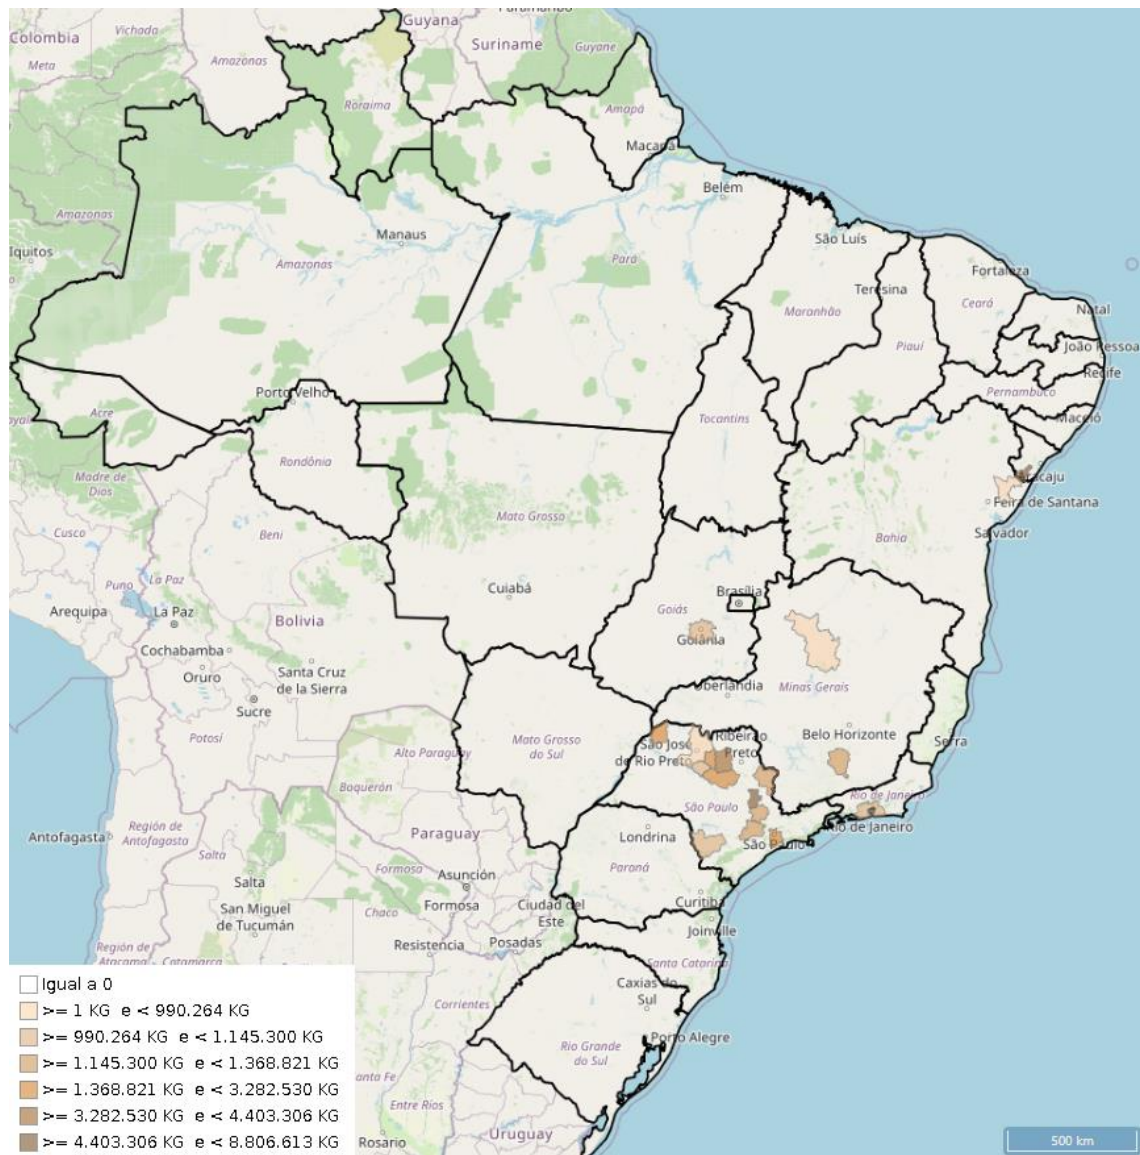 Paramaribo
Colombia
Vichada
Guyana
Meta
Amazonas
Suriname
Guyane
Roraima
Amapá
Macapá
Belém
Amazonas
Iquitos
Manaus
Amazonas
Pará
São Luís
Fortaleza
Teresina
Maranhão
Ceará
Natal
Piauí
João Pessoa
Recife
Porto Velho
Acre
Pernambuco
Maceió
Tocantins
Rondônia
Madre de
Dios
Aracaju
Feira de Santana
Mato Grosso
Cusco
Beni
Bahia
Salvador
Puno
La Paz
Cuiabá
Brasília
Arequipa
La Paz
Goiás
Bolivia
Goiânia
Cochabamba
Oruro
Santa Cruz
de la Sierra
Uberlândia
Minas Gerais
Sucre
Potosí
Alto Paraguay
Mato Grosso
do Sul
São José
de Rio Preto
Ribeirão
Preto
Belo Horizonte
Serra
Boquerón
São Paulo
Rio de Janeiro
Rio de Janeiro
Antofagasta
Región de
Antofagasta
Paraguay
Londrina
São Paulo
Salta
Salta
Formosa
Asunción
Paraná
San Miguel
de Tucumán
Chaco
Formosa
Ciudad del
Este
Curitiba
Joinville
Resistencia
Posadas
Región de
Atacama
Catamarca
Santa Catarina
Caxias do
Sul
Corrientes
Porto Alegre
Rio Grande
do Sul
Santa Fe
Entre Ríos
Uruguay
Rosario
Igual a 0
>= 1 KG e < 990.264 KG
>= 990.264 KG e < 1.145.300 KG
>= 1.145.300 KG e < 1.368.821 KG
>= 1.368.821 KG e < 3.282.530 KG
>= 3.282.530 KG e < 4.403.306 KG
>= 4.403.306 KG e < 8.806.613 KG
500 km